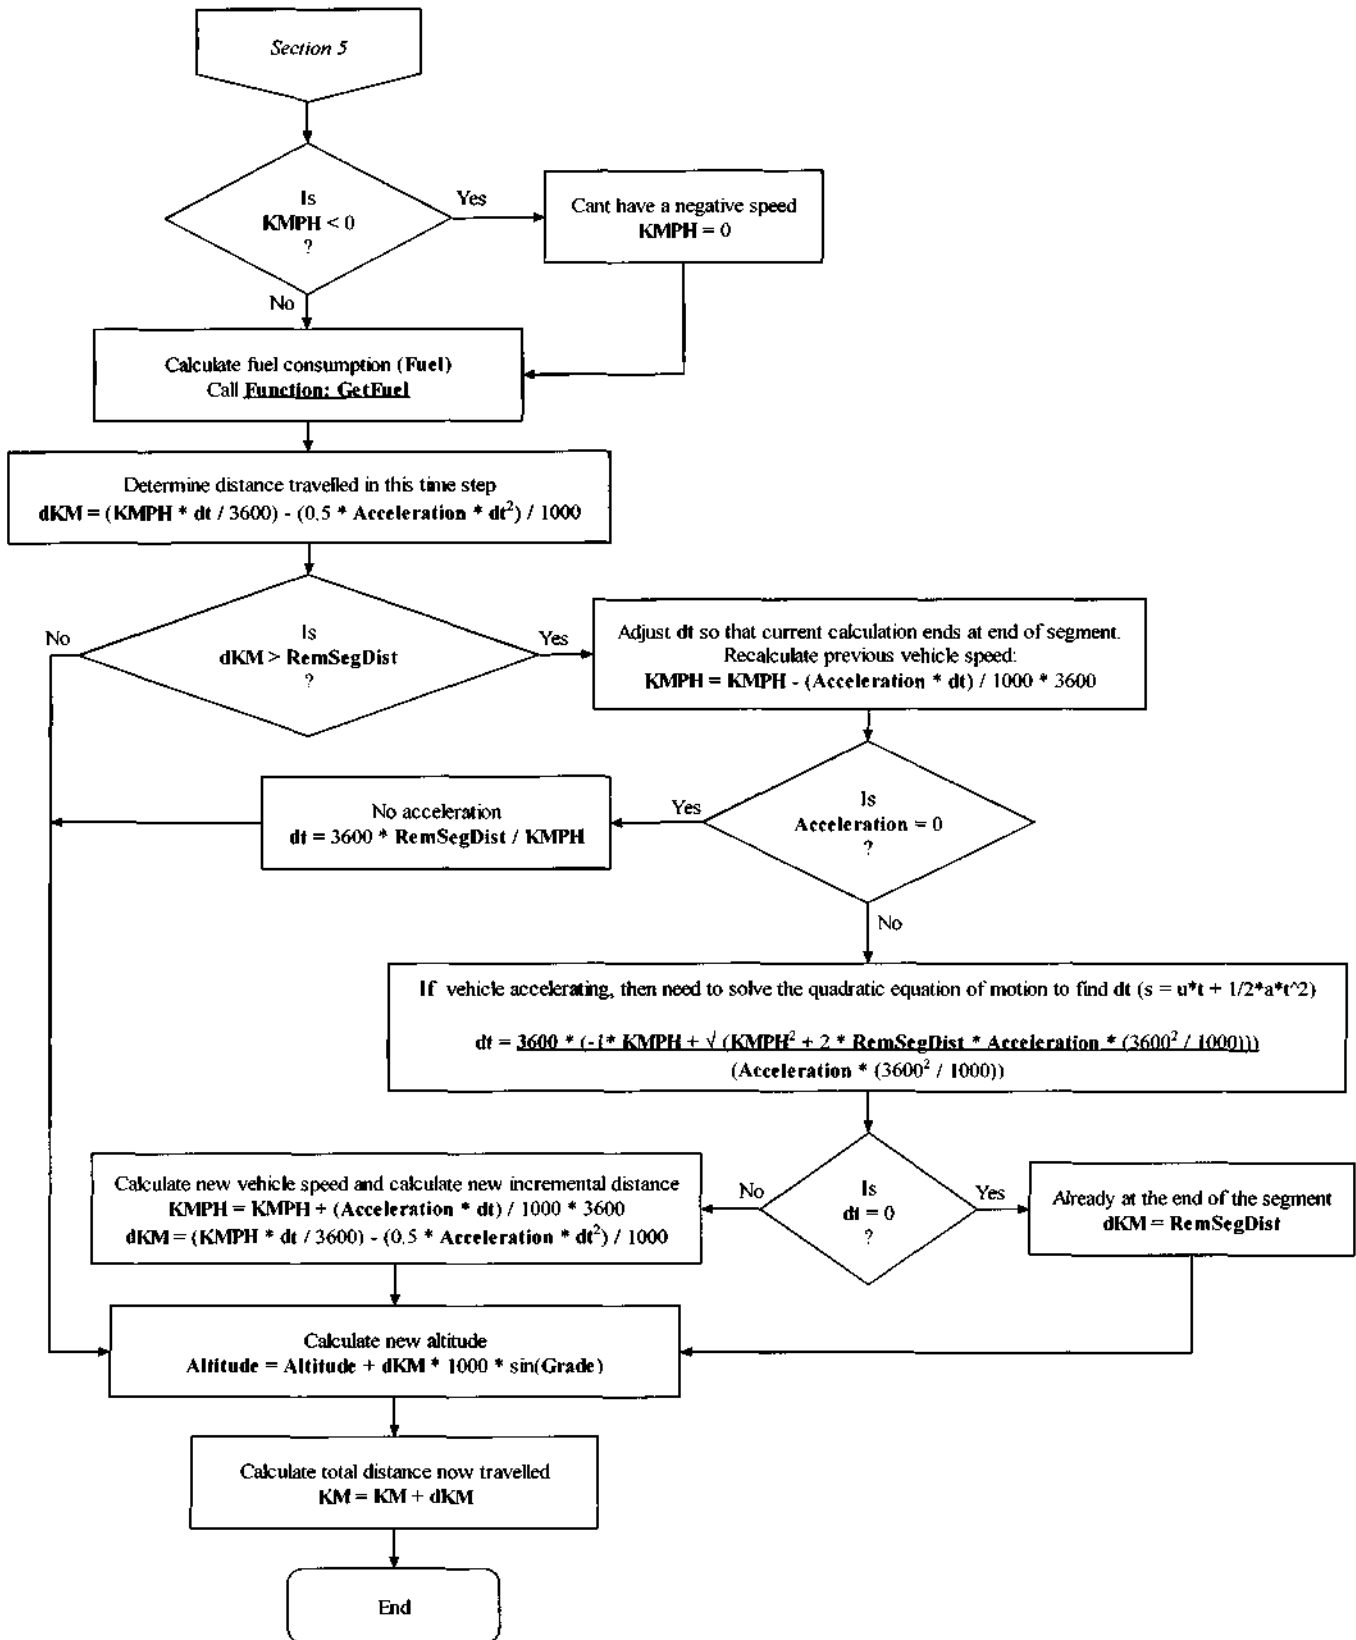 Section 5
Is
KMPH < 0
?
Yes
Cant have a negative speed
KMPH = 0
No
Calculate fuel consumption (Fuel)
Call Function: GetFuel
Determine distance travelled in this time step
dKM = (KMPH * dt / 3600) - (0.5 * Acceleration * dt²) / 1000
No
Is
dKM > RemSegDist
?
Yes
Adjust dt so that current calculation ends at end of segment.
Recalculate previous vehicle speed:
KMPH = KMPH - (Acceleration * dt) / 1000 * 3600
No acceleration
dt = 3600 * RemSegDist / KMPH
Yes
Is
Acceleration = 0
?
No
If vehicle accelerating, then need to solve the quadratic equation of motion to find dt (s = u*t + 1/2*a*t^2)
dt = 3600 * (-1* KMPH + √ (KMPH² + 2 * RemSegDist * Acceleration * (3600² / 1000)))
(Acceleration * (3600² / 1000))
Calculate new vehicle speed and calculate new incremental distance
KMPH = KMPH + (Acceleration * dt) / 1000 * 3600
dKM = (KMPH * dt / 3600) - (0.5 * Acceleration * dt²) / 1000
No
Is
dt = 0
?
Yes
Already at the end of the segment
dKM = RemSegDist
Calculate new altitude
Altitude = Altitude + dKM * 1000 * sin(Grade)
Calculate total distance now travelled
KM = KM + dKM
End